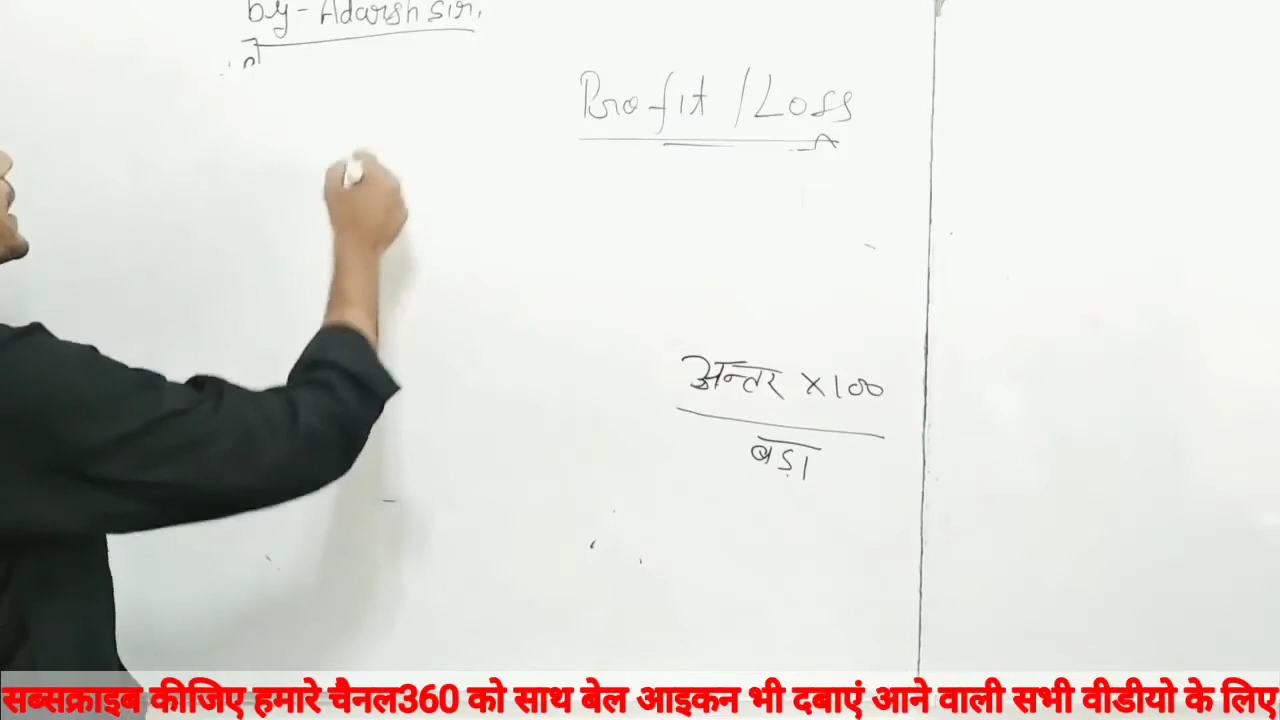 by- Adarsh Sir.
Profit / Loss
अन्तर ×100
बड़ा
सब्सक्राइब कीजिए हमारे चैनल360 को साथ बेल आइकन भी दबाएं आने वाली सभी वीडीयो के लिए